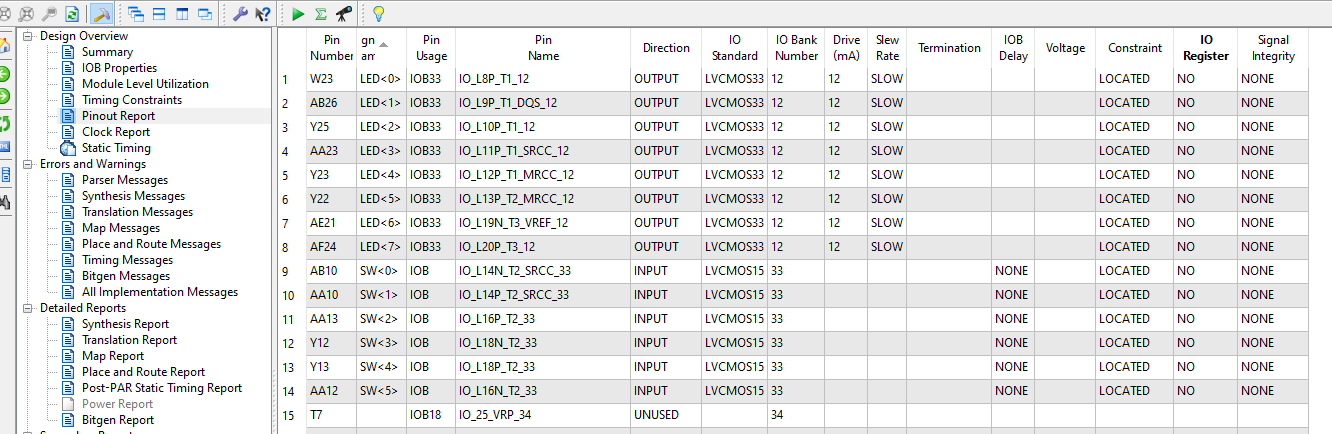 Design Overview
Summary
IOB Properties
Module Level Utilization
Timing Constraints
Pinout Report
Clock Report
Static Timing
Errors and Warnings
Parser Messages
Synthesis Messages
Translation Messages
Map Messages
Place and Route Messages
Timing Messages
Bitgen Messages
All Implementation Messages
Detailed Reports
Synthesis Report
Translation Report
Map Report
Place and Route Report
Post-PAR Static Timing Report
Power Report
Bitgen Report
Pin gn Pin Pin Direction IO IO Bank Drive Slew Termination IOB Voltage Constraint IO Signal
Number am Usage Name Standard Number (mA) Rate Delay Register Integrity
1 W23 LED<0> IOB33 IO_L8P_T1_12 OUTPUT LVCMOS33 12 12 SLOW LOCATED NO NONE
2 AB26 LED<1> IOB33 IO_L9P_T1_DQS_12 OUTPUT LVCMOS33 12 12 SLOW LOCATED NO NONE
3 Y25 LED<2> IOB33 IO_L10P_T1_12 OUTPUT LVCMOS33 12 12 SLOW LOCATED NO NONE
4 AA23 LED<3> IOB33 IO_L11P_T1_SRCC_12 OUTPUT LVCMOS33 12 12 SLOW LOCATED NO NONE
5 Y23 LED<4> IOB33 IO_L12P_T1_MRCC_12 OUTPUT LVCMOS33 12 12 SLOW LOCATED NO NONE
6 Y22 LED<5> IOB33 IO_L13P_T2_MRCC_12 OUTPUT LVCMOS33 12 12 SLOW LOCATED NO NONE
7 AE21 LED<6> IOB33 IO_L19N_T3_VREF_12 OUTPUT LVCMOS33 12 12 SLOW LOCATED NO NONE
8 AF24 LED<7> IOB33 IO_L20P_T3_12 OUTPUT LVCMOS33 12 12 SLOW LOCATED NO NONE
9 AB10 SW<0> IOB IO_L14N_T2_SRCC_33 INPUT LVCMOS15 33 NONE LOCATED NO NONE
10 AA10 SW<1> IOB IO_L14P_T2_SRCC_33 INPUT LVCMOS15 33 NONE LOCATED NO NONE
11 AA13 SW<2> IOB IO_L16P_T2_33 INPUT LVCMOS15 33 NONE LOCATED NO NONE
12 Y12 SW<3> IOB IO_L18N_T2_33 INPUT LVCMOS15 33 NONE LOCATED NO NONE
13 Y13 SW<4> IOB IO_L18P_T2_33 INPUT LVCMOS15 33 NONE LOCATED NO NONE
14 AA12 SW<5> IOB IO_L16N_T2_33 INPUT LVCMOS15 33 NONE LOCATED NO NONE
15 T7 IOB18 IO_25_VRP_34 UNUSED 34